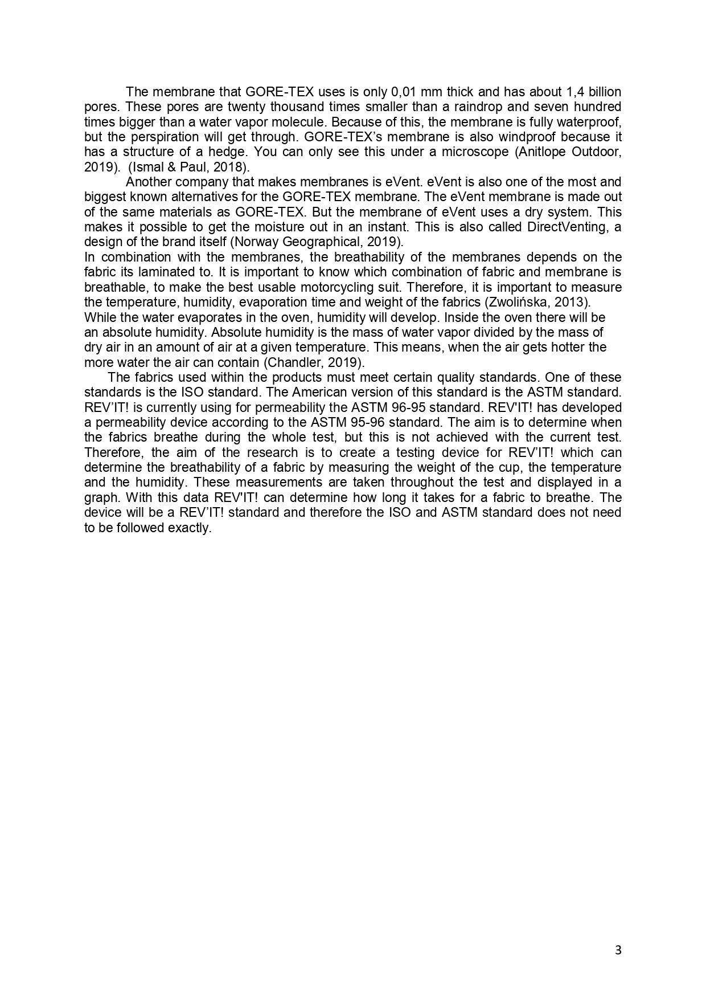 The membrane that GORE-TEX uses is only 0,01 mm thick and has about 1,4 billion
pores. These pores are twenty thousand times smaller than a raindrop and seven hundred
times bigger than a water vapor molecule. Because of this, the membrane is fully waterproof,
but the perspiration will get through. GORE-TEX’s membrane is also windproof because it
has a structure of a hedge. You can only see this under a microscope (Anitlope Outdoor,
2019).  (Ismal & Paul, 2018).
Another company that makes membranes is eVent. eVent is also one of the most and
biggest known alternatives for the GORE-TEX membrane. The eVent membrane is made out
of the same materials as GORE-TEX. But the membrane of eVent uses a dry system. This
makes it possible to get the moisture out in an instant. This is also called DirectVenting, a
design of the brand itself (Norway Geographical, 2019).
In combination with the membranes, the breathability of the membranes depends on the
fabric its laminated to. It is important to know which combination of fabric and membrane is
breathable, to make the best usable motorcycling suit. Therefore, it is important to measure
the temperature, humidity, evaporation time and weight of the fabrics (Zwolińska, 2013).
While the water evaporates in the oven, humidity will develop. Inside the oven there will be
an absolute humidity. Absolute humidity is the mass of water vapor divided by the mass of
dry air in an amount of air at a given temperature. This means, when the air gets hotter the
more water the air can contain (Chandler, 2019).
The fabrics used within the products must meet certain quality standards. One of these
standards is the ISO standard. The American version of this standard is the ASTM standard.
REV’IT! is currently using for permeability the ASTM 96-95 standard. REV'IT! has developed
a permeability device according to the ASTM 95-96 standard. The aim is to determine when
the fabrics breathe during the whole test, but this is not achieved with the current test.
Therefore, the aim of the research is to create a testing device for REV’IT! which can
determine the breathability of a fabric by measuring the weight of the cup, the temperature
and the humidity. These measurements are taken throughout the test and displayed in a
graph. With this data REV'IT! can determine how long it takes for a fabric to breathe. The
device will be a REV’IT! standard and therefore the ISO and ASTM standard does not need
to be followed exactly.
3